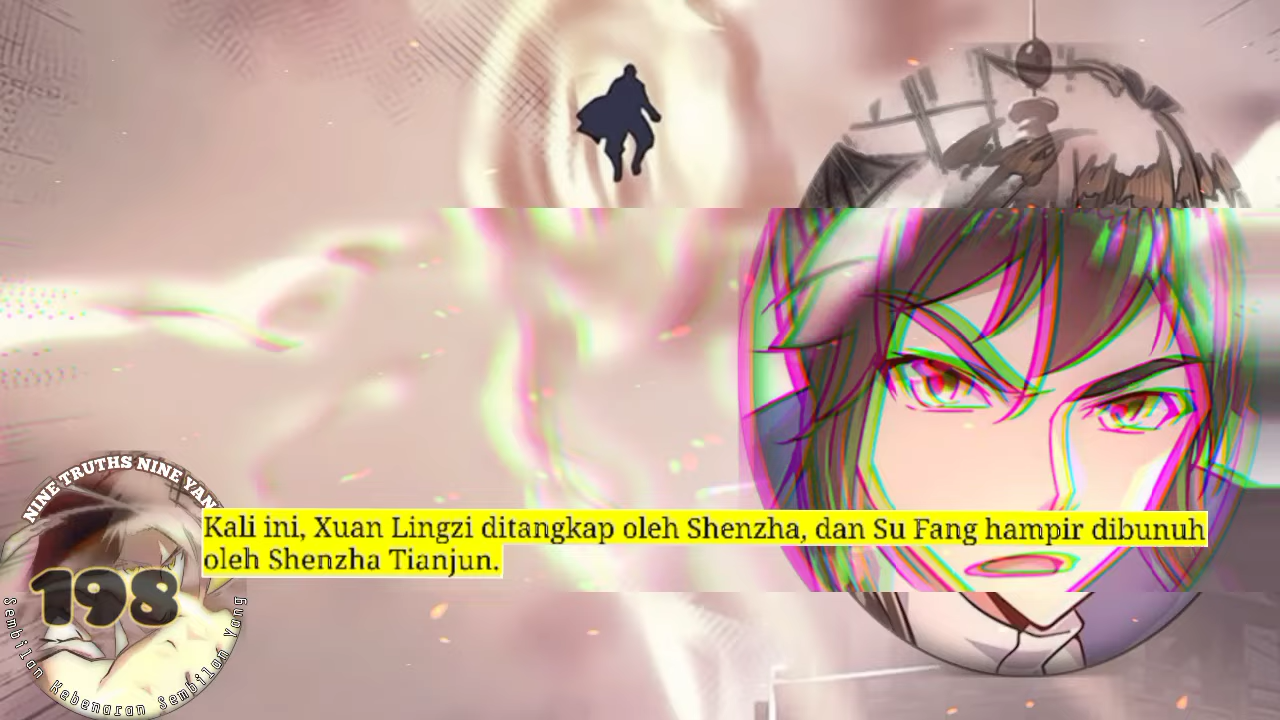 NINE TRUTHS NINE YAN
Kali ini, Xuan Lingzi ditangkap oleh Shenzha, dan Su Fang hampir dibunuh
oleh Shenzha Tianjun.
198
Sembilan Kebenaran Sembilan Yang